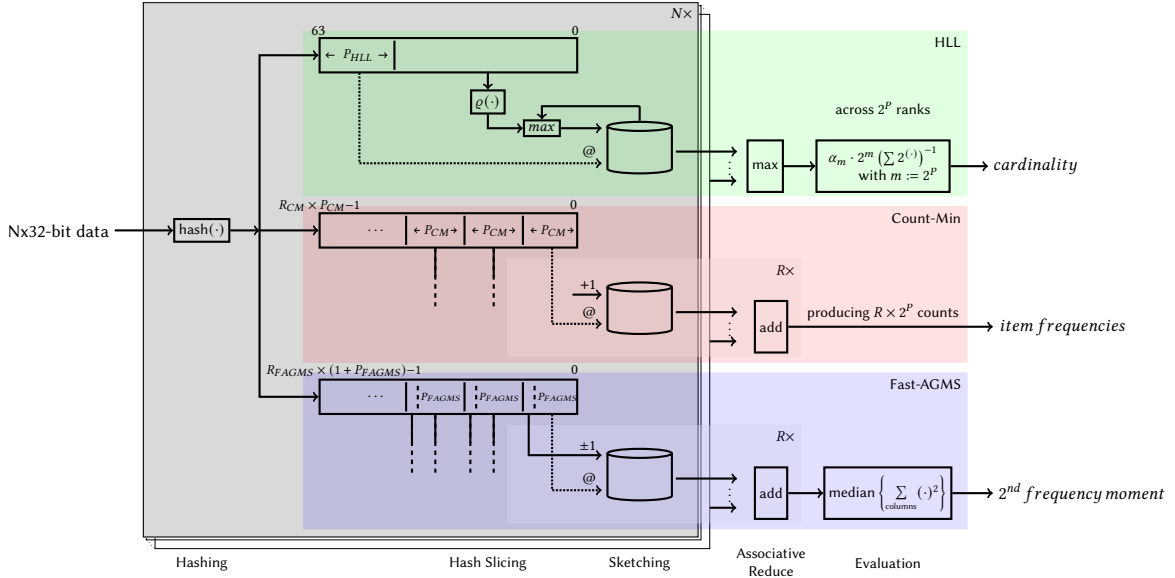 N×
63 0
HLL
← P_HLL →
ϱ(·)
max
@
across 2^P ranks
max
α_m · 2^m (∑ 2^(·))^−1
with m := 2^P
cardinality
R_CM × P_CM−1 0
Count-Min
Nx32-bit data
hash(·)
··· ← P_CM → ← P_CM → ← P_CM →
R×
+1
@
add
producing R × 2^P counts
item frequencies
R_FAGMS × (1 + P_FAGMS)−1 0
Fast-AGMS
··· P_FAGMS P_FAGMS P_FAGMS
R×
±1
@
add
median { ∑ (·)^2 }
columns
2^nd frequency moment
Hashing
Hash Slicing
Sketching
Associative
Reduce
Evaluation